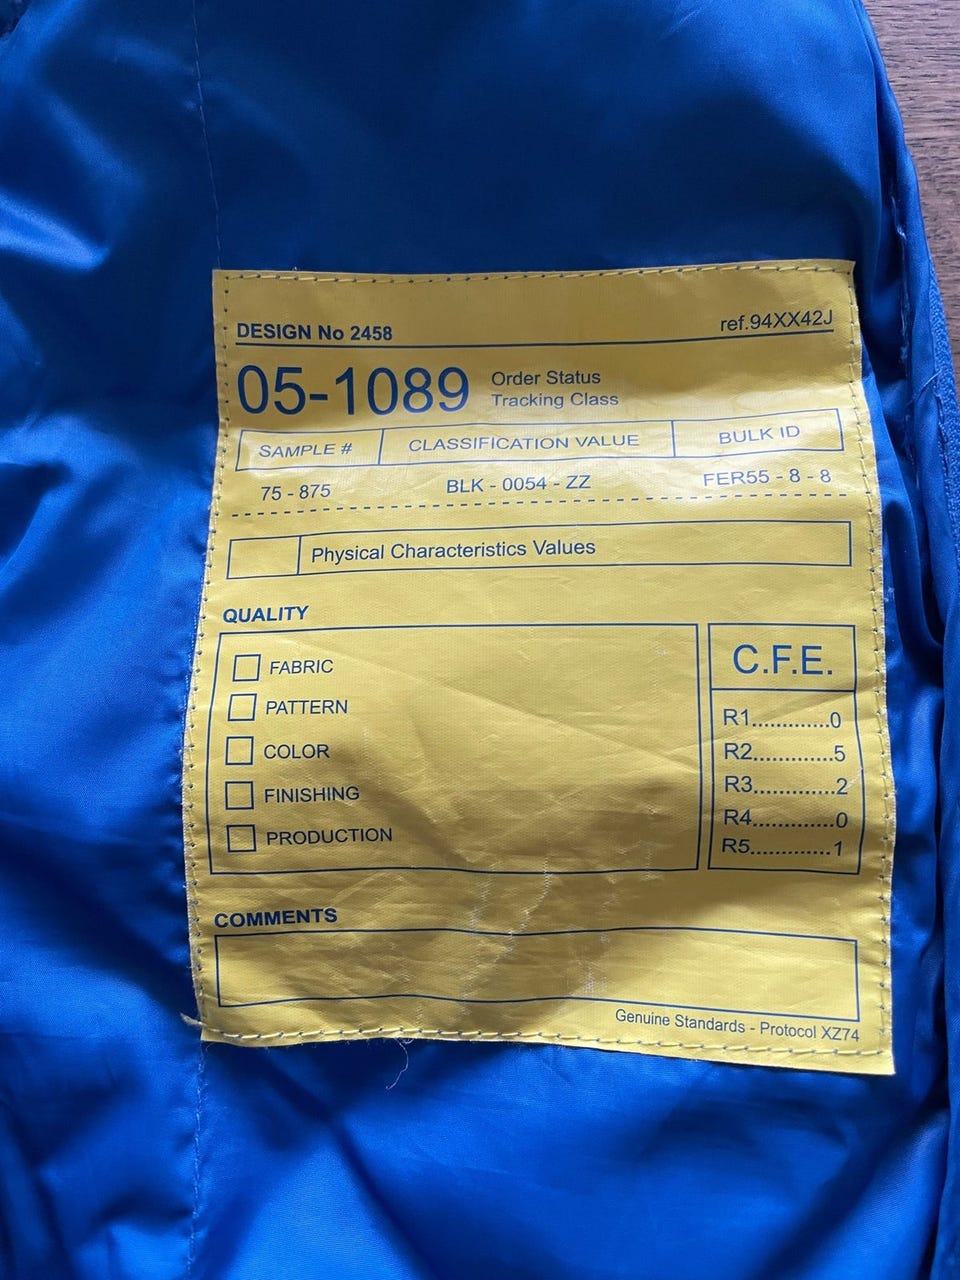 DESIGN No 2458 ref.94XX42J
05-1089 Order Status
Tracking Class
SAMPLE # CLASSIFICATION VALUE BULK ID
75 - 875 BLK - 0054 - ZZ FER55 - 8 - 8
Physical Characteristics Values
QUALITY
FABRIC
PATTERN
COLOR
FINISHING
PRODUCTION
C.F.E.
R1.............0
R2.............5
R3.............2
R4.............0
R5.............1
COMMENTS
Genuine Standards - Protocol XZ74